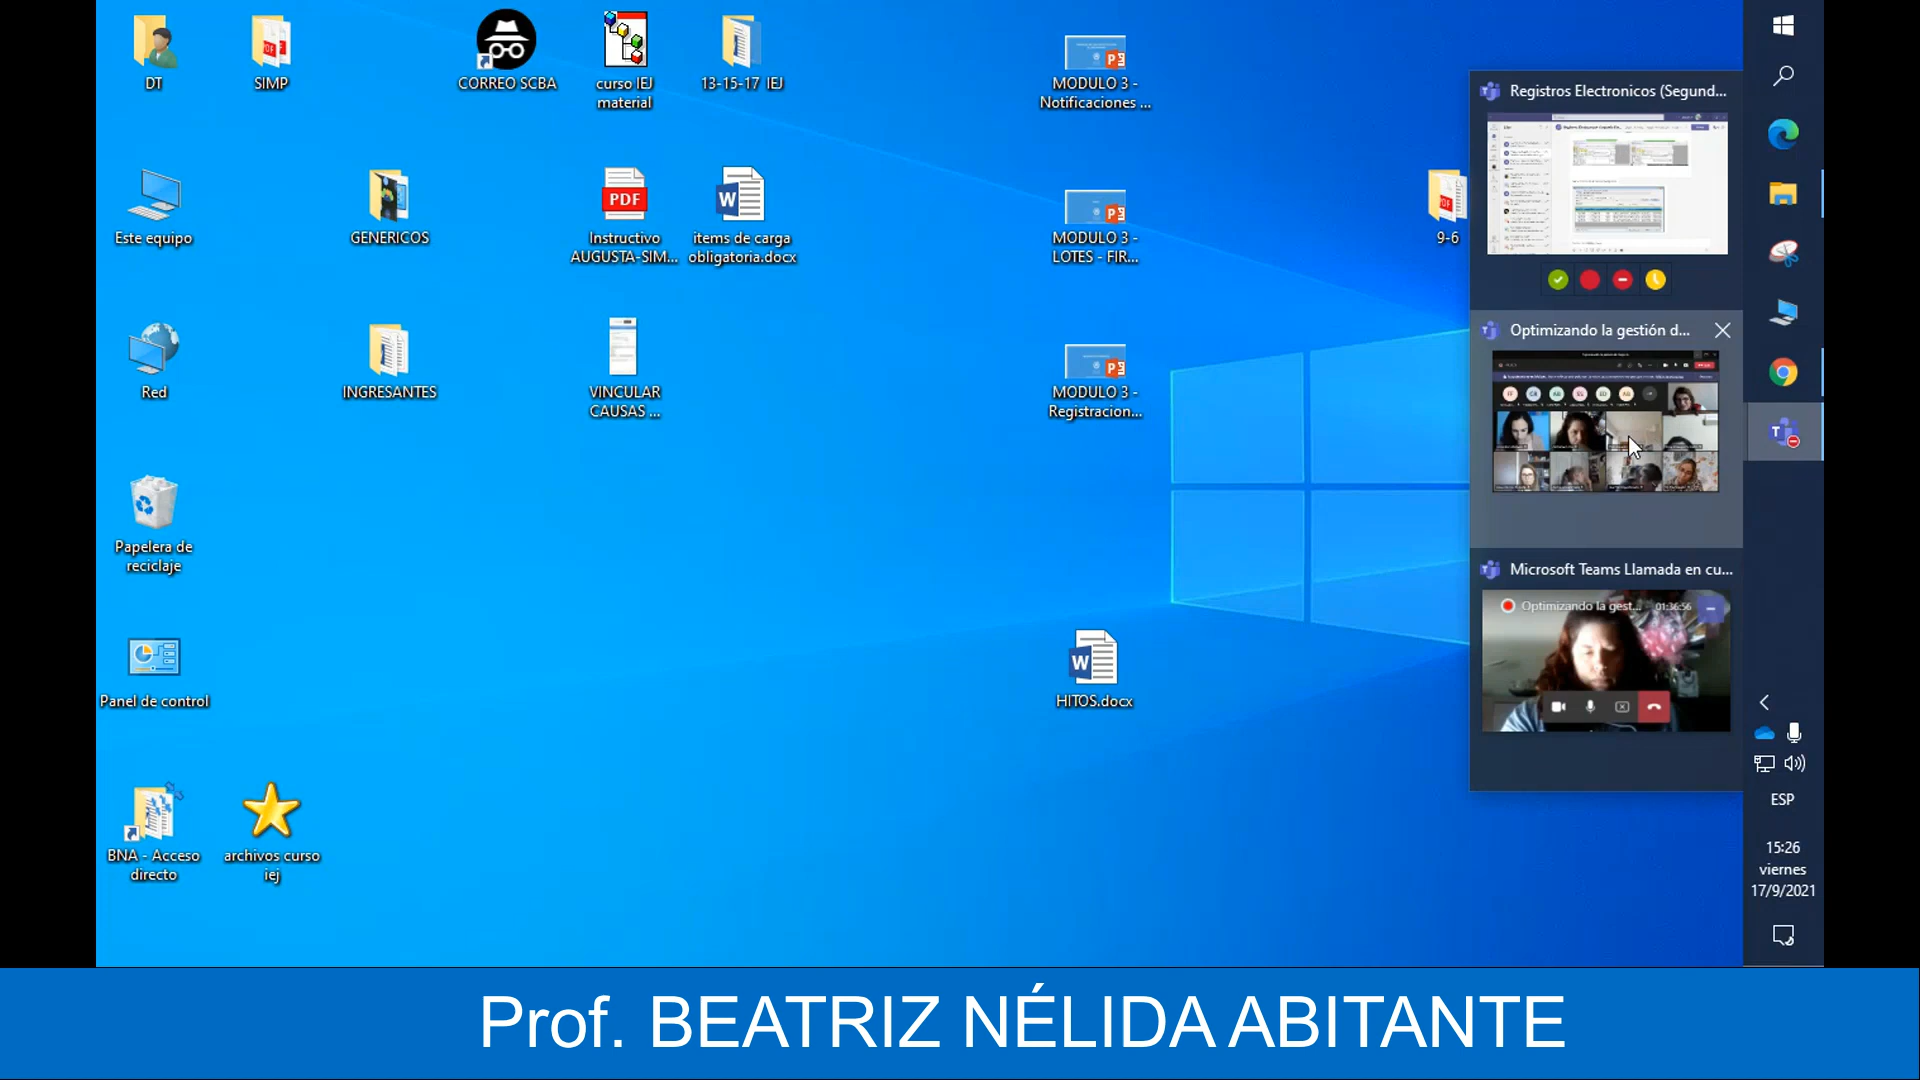 DT
SIMP
CORREO SCBA
curso IEJ
material
13-15-17 IEJ
MODULO 3 -
Notificaciones ...
Este equipo
GENERICOS
PDF
Instructivo
AUGUSTA-SIM...
items de carga
obligatoria.docx
MODULO 3 -
LOTES - FIR...
9-6
Red
INGRESANTES
VINCULAR
CAUSAS ...
MODULO 3 -
Registracion...
Papelera de
reciclaje
Panel de control
HITOS.docx
BNA - Acceso
directo
archivos curso
iej
Registros Electronicos (Segund...
Optimizando la gestión d...
Microsoft Teams Llamada en cu...
Optimizando la gest...
01:36:56
ESP
15:26
viernes
17/9/2021
Prof. BEATRIZ NÉLIDA ABITANTE